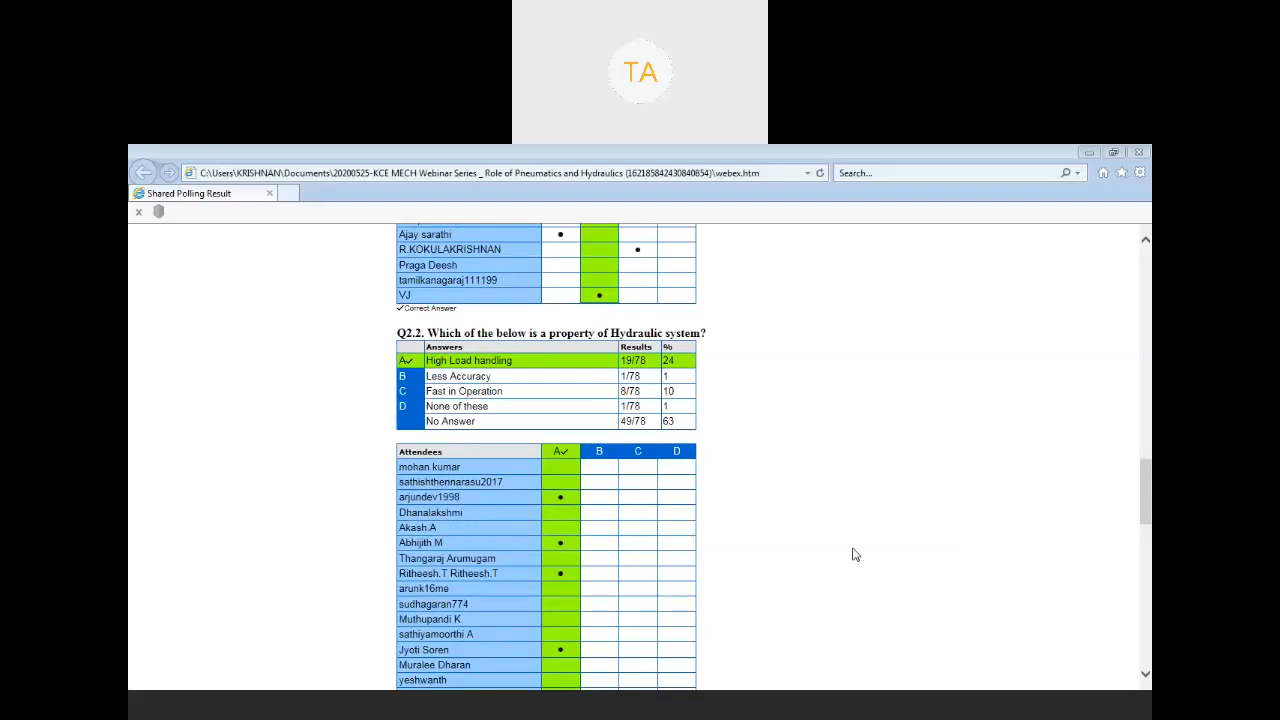 TA
C:\Users\KRISHNAN\Documents\20200525-KCE MECH Webinar Series _ Role of Pneumatics and Hydraulics (162185842430840854)\webex.htm
Search...
Shared Polling Result
Ajay sarathi
R.KOKULAKRISHNAN
Praga Deesh
tamilkanagaraj111199
VJ
Correct Answer
Q2.2. Which of the below is a property of Hydraulic system?
Answers Results %
A High Load handling 19/78 24
B Less Accuracy 1/78 1
C Fast in Operation 8/78 10
D None of these 1/78 1
No Answer 49/78 63
Attendees A B C D
mohan kumar
sathishthennarasu2017
arjundev1998
Dhanalakshmi
Akash.A
Abhijith M
Thangaraj Arumugam
Ritheesh.T Ritheesh.T
arunk16me
sudhagaran774
Muthupandi K
sathiyamoorthi A
Jyoti Soren
Muralee Dharan
yeshwanth